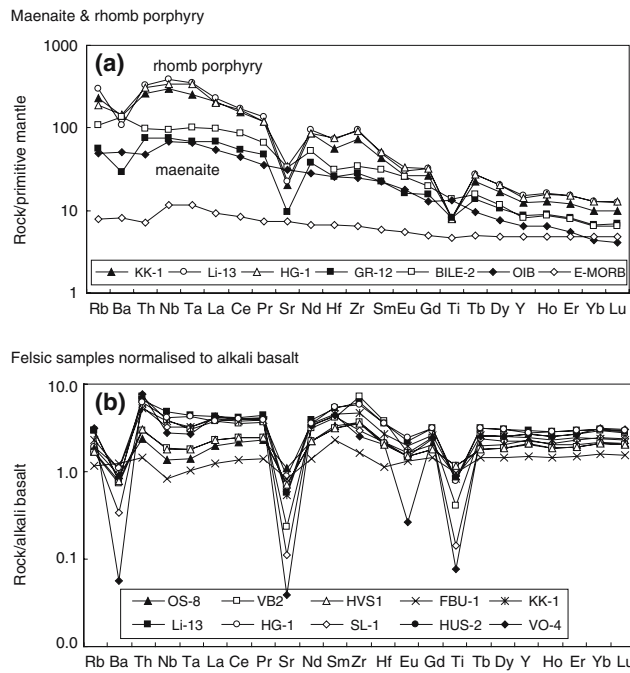 Maenaite & rhomb porphyry
1000
(a)
rhomb porphyry
100
maenaite
10
1
Rock/primitive mantle
KK-1 Li-13 HG-1 GR-12 BILE-2 OIB E-MORB
Rb Ba Th Nb Ta La Ce Pr Sr Nd Hf Zr Sm Eu Gd Ti Tb Dy Y Ho Er Yb Lu
Felsic samples normalised to alkali basalt
10.0
(b)
1.0
0.1
0.0
Rock/alkali basalt
OS-8 VB2 HVS1 FBU-1 KK-1
Li-13 HG-1 SL-1 HUS-2 VO-4
Rb Ba Th Nb Ta La Ce Pr Sr Nd Sm Zr Hf Eu Gd Ti Tb Dy Y Ho Er Yb Lu